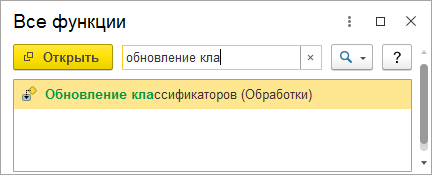 Все функции
Открыть обновление кла × ?
Обновление классификаторов (Обработки)